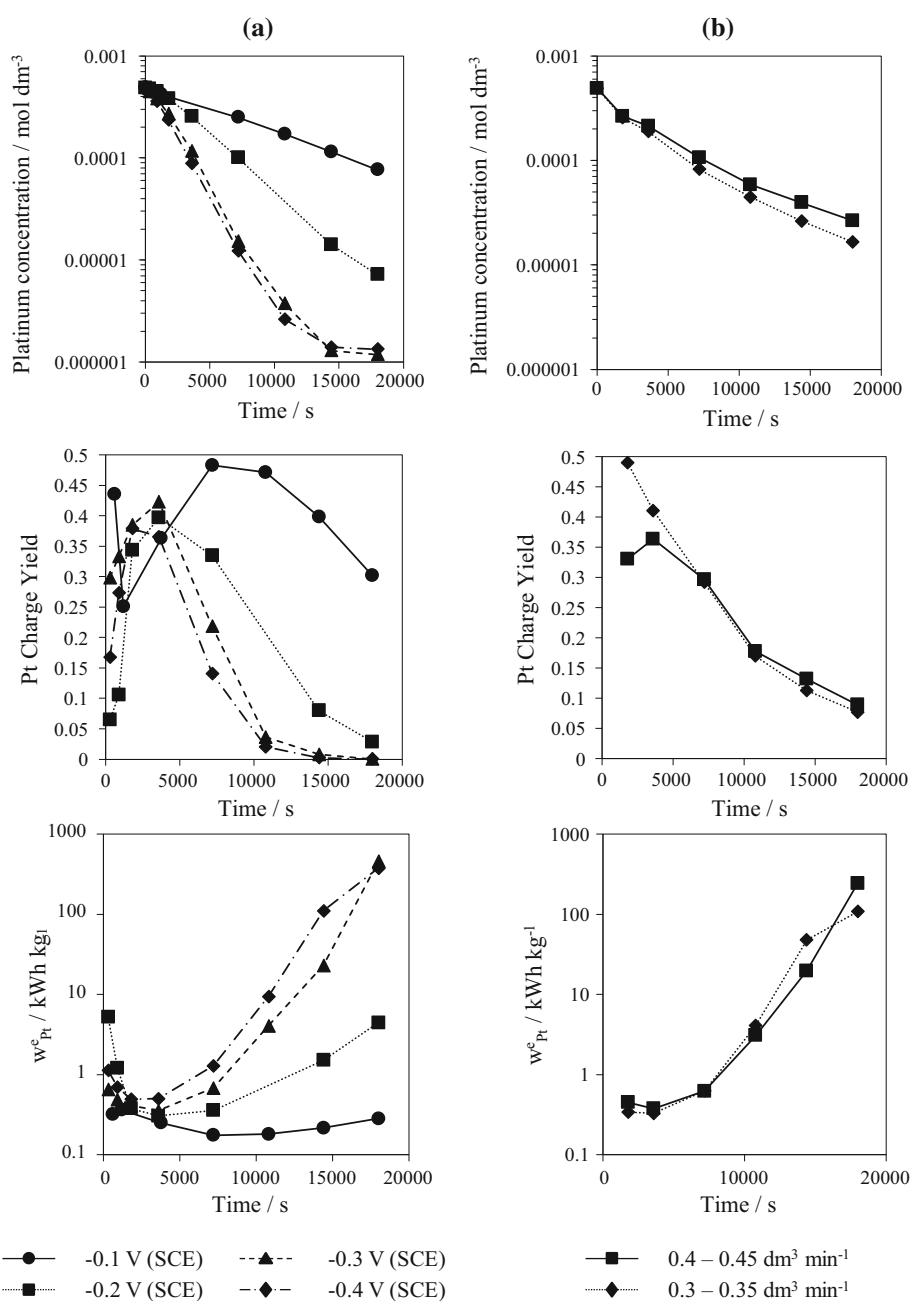 (a)
(b)
Platinum concentration / mol dm⁻³
0.001
0.0001
0.00001
0.000001
0 5000 10000 15000 20000
Time / s
Platinum concentration / mol dm⁻³
0.001
0.0001
0.00001
0.000001
0 5000 10000 15000 20000
Time / s
Pt Charge Yield
0.5
0.45
0.4
0.35
0.3
0.25
0.2
0.15
0.1
0.05
0
0 5000 10000 15000 20000
Time / s
Pt Charge Yield
0.5
0.45
0.4
0.35
0.3
0.25
0.2
0.15
0.1
0.05
0
0 5000 10000 15000 20000
Time / s
wᵉPt / kWh kg₁
1000
100
10
1
0.1
0 5000 10000 15000 20000
Time / s
wᵉPt / kWh kg⁻¹
1000
100
10
1
0.1
0 10000 20000
Time / s
-0.1 V (SCE)
-0.3 V (SCE)
0.4 – 0.45 dm³ min⁻¹
-0.2 V (SCE)
-0.4 V (SCE)
0.3 – 0.35 dm³ min⁻¹